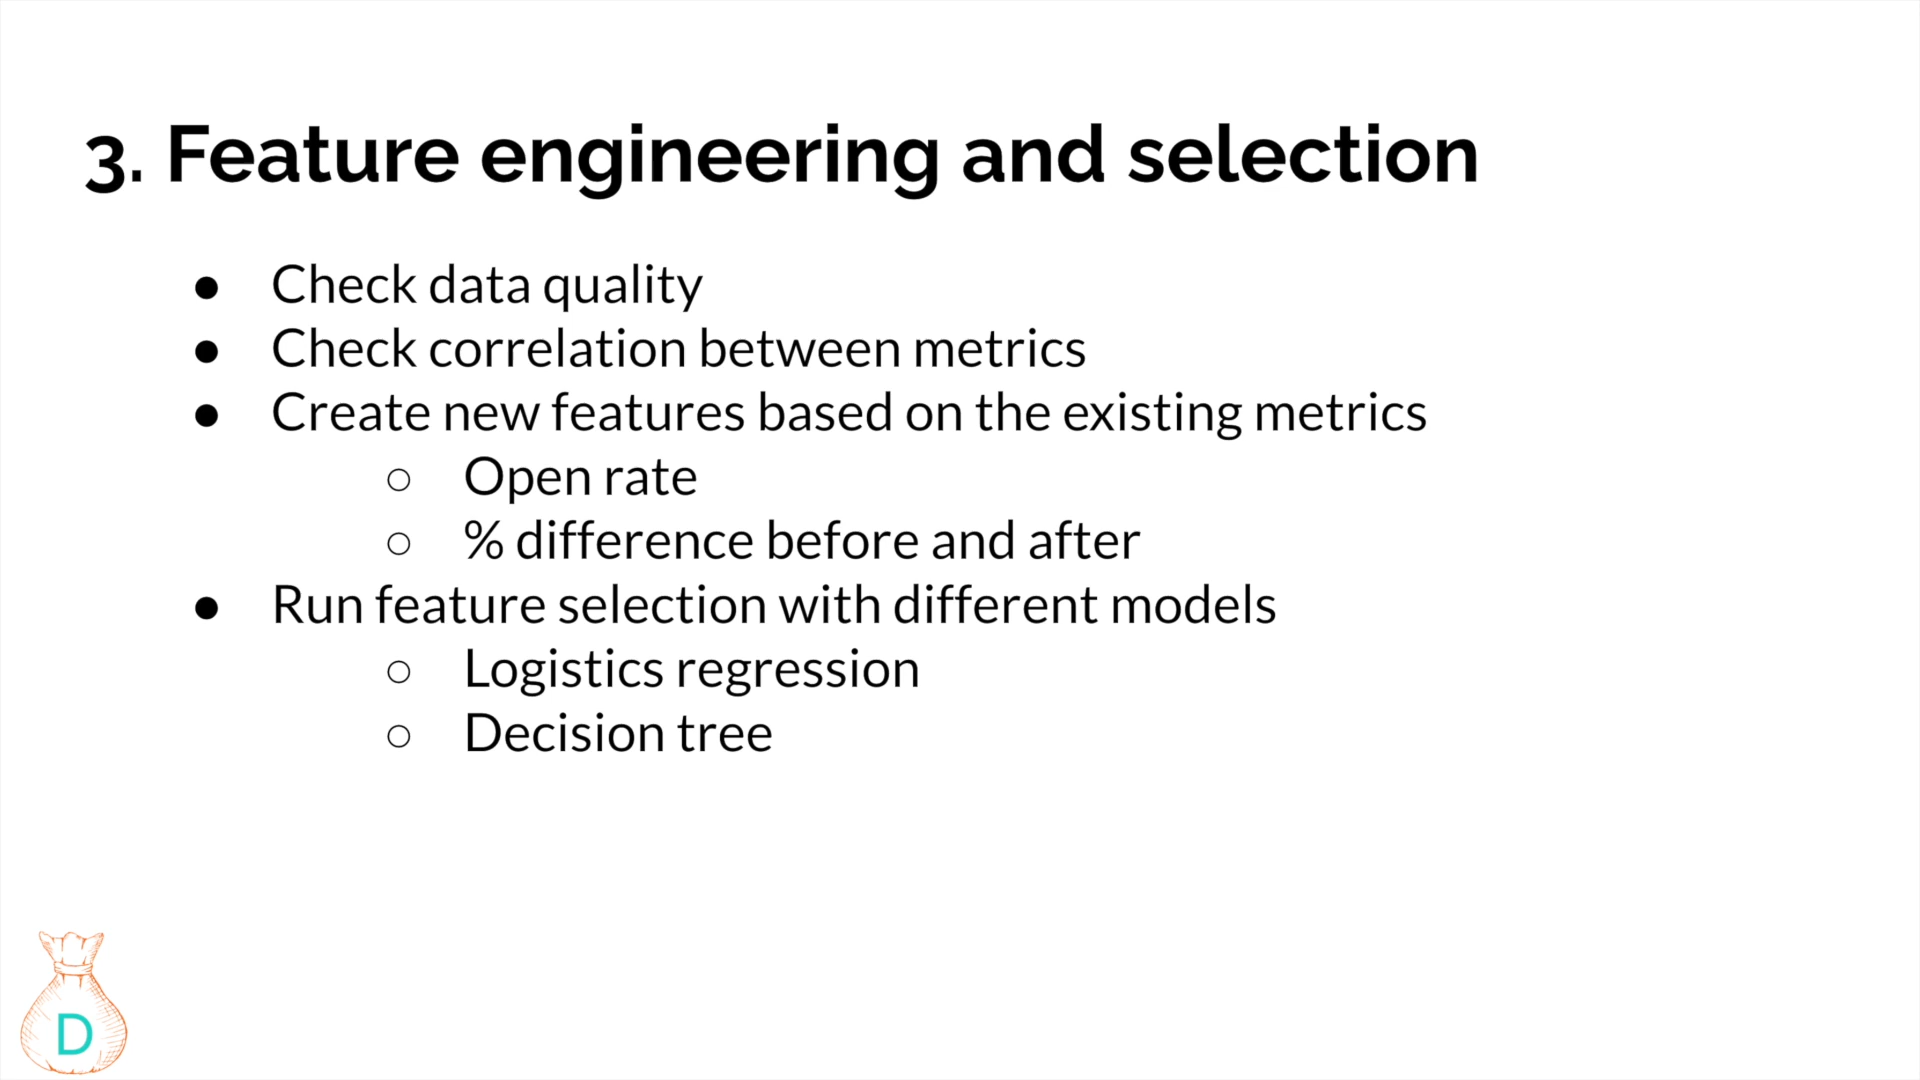 3. Feature engineering and selection
● Check data quality
● Check correlation between metrics
● Create new features based on the existing metrics
○ Open rate
○ % difference before and after
● Run feature selection with different models
○ Logistics regression
○ Decision tree
D